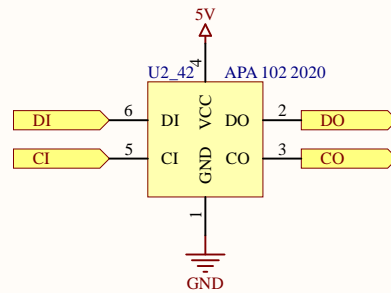 5V
U2_42 APA 102 2020
4
DI 6 DI VCC DO 2 DO
CI 5 CI GND CO 3 CO
1
GND